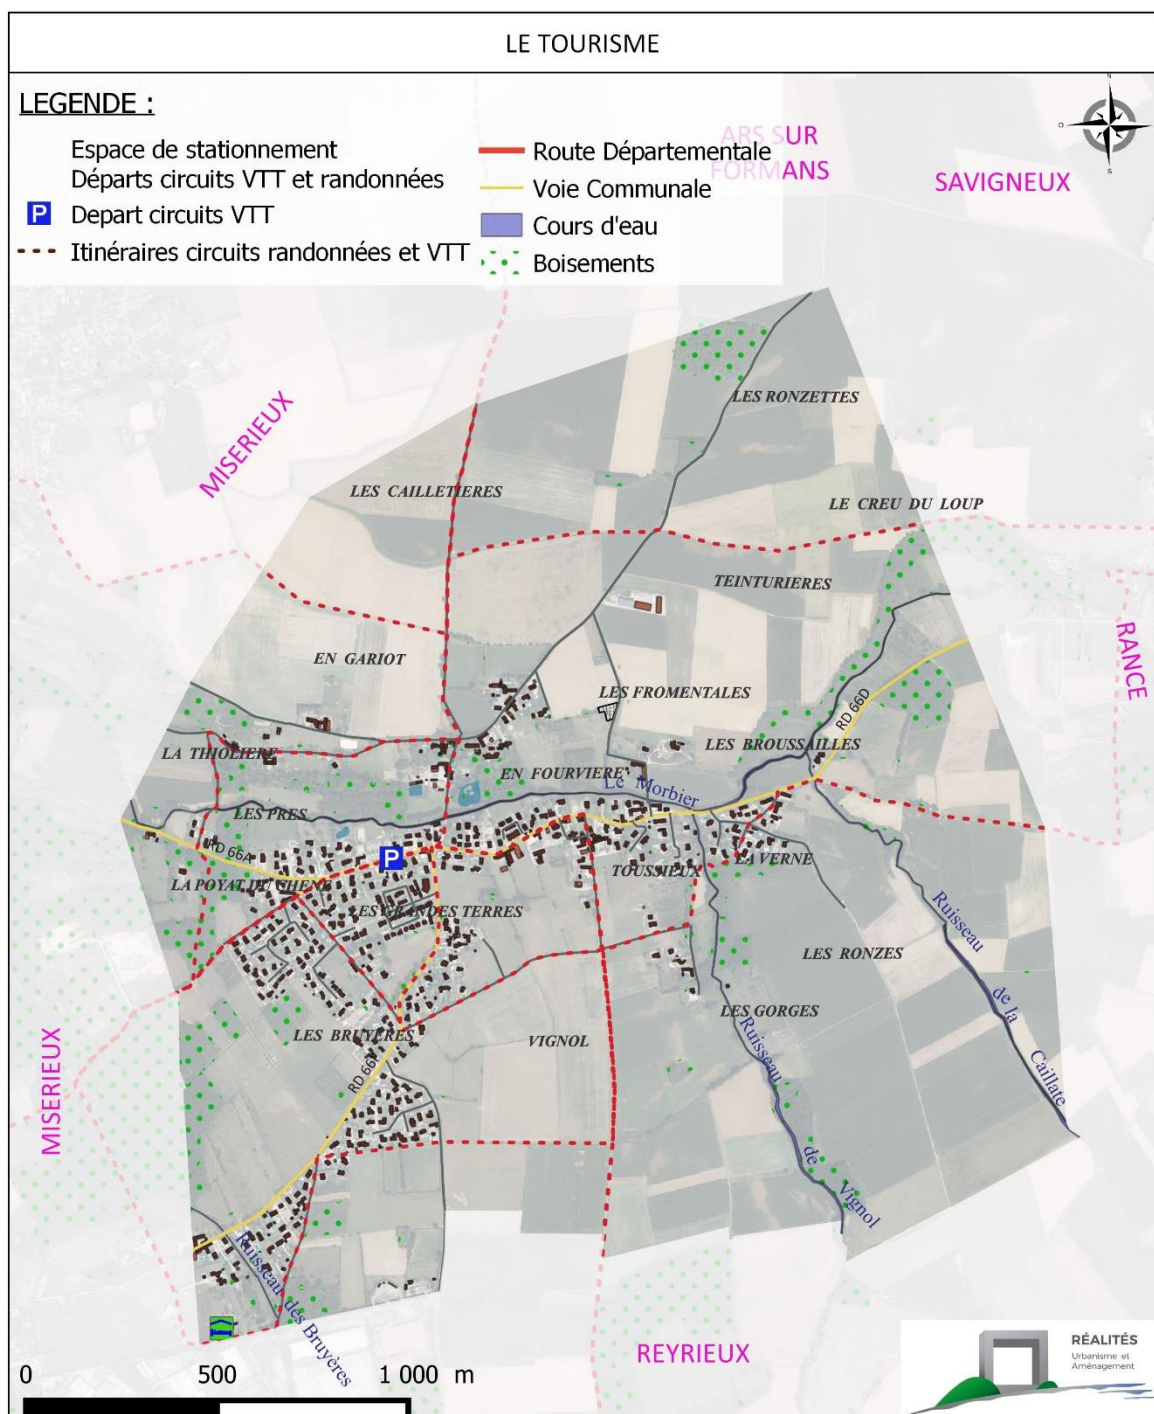 LE TOURISME
LEGENDE :
Espace de stationnement
Départs circuits VTT et randonnées
P Depart circuits VTT
Itinéraires circuits randonnées et VTT
Route Départementale
Voie Communale
Cours d'eau
Boisements
N
O
S
ARS SUR
FORMANS
SAVIGNEUX
MISERIEUX
LES RONZETTES
LES CAILLETIERES
LE CREU DU LOUP
TEINTURIERES
RANCE
EN GARIOT
LES FROMENTALES
RD 66D
LES BROUSSAILLES
LA THIOLIERE
EN FOURVIERE
Le Morbier
LES PRES
RD 66A
P
LA POYAT DU CHENE
LA VERNE
TOUSSIEUX
LES GRANDES TERRES
Ruisseau
de la
Caillate
LES RONZES
LES GORGES
LES BRUYERES
VIGNOL
MISERIEUX
Ruisseau
de
Vignol
Ruisseau des Bruyères
REYRIEUX
0 500 1 000 m
RÉALITÉS
Urbanisme et
Aménagement